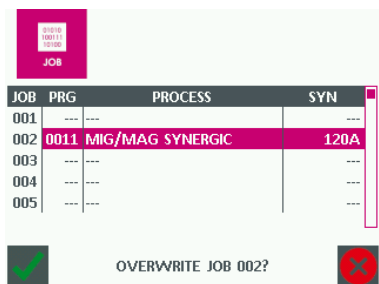 01010
100111
10100
JOB
JOB PRG PROCESS SYN
001 --- --- ---
002 0011 MIG/MAG SYNERGIC 120A
003 --- --- ---
004 --- --- ---
005 --- --- ---
OVERWRITE JOB 002?